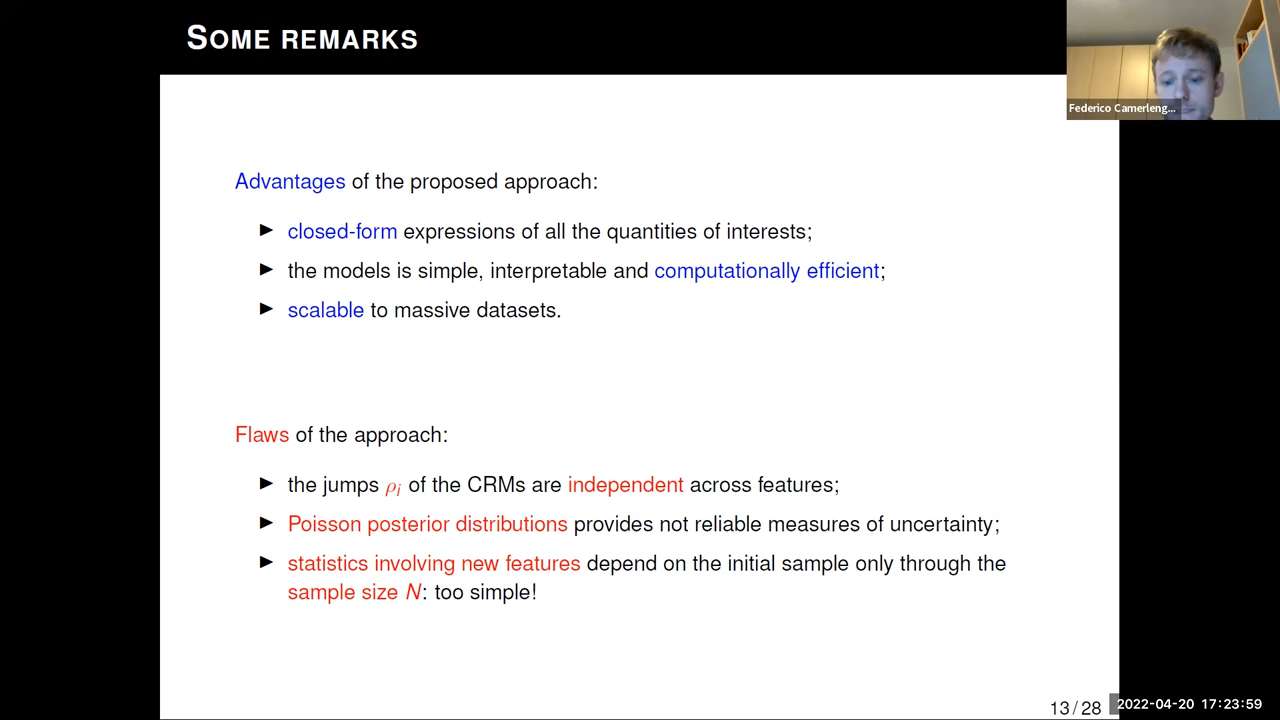 SOME REMARKS
Federico Camerleng...
Advantages of the proposed approach:
▶ closed-form expressions of all the quantities of interests;
▶ the models is simple, interpretable and computationally efficient;
▶ scalable to massive datasets.
Flaws of the approach:
▶ the jumps ρᵢ of the CRMs are independent across features;
▶ Poisson posterior distributions provides not reliable measures of uncertainty;
▶ statistics involving new features depend on the initial sample only through the
sample size N: too simple!
13 / 28
2022-04-20 17:23:59